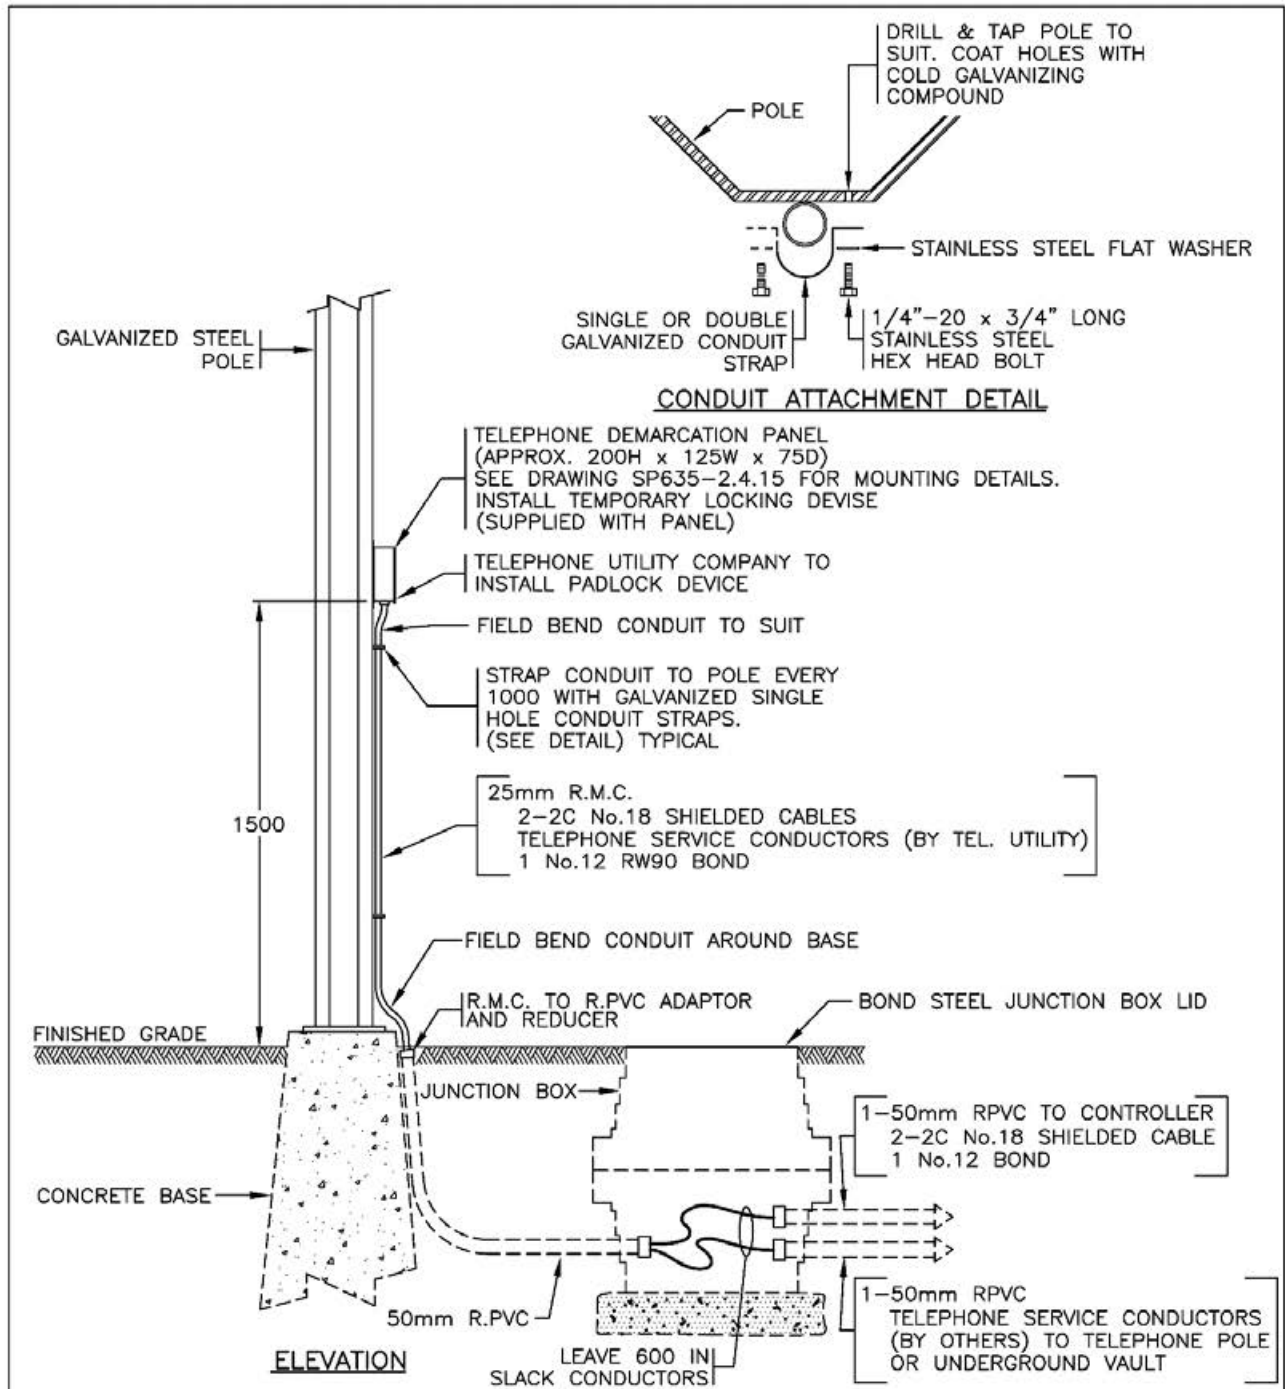 DRILL & TAP POLE TO
SUIT. COAT HOLES WITH
COLD GALVANIZING
COMPOUND
POLE
STAINLESS STEEL FLAT WASHER
SINGLE OR DOUBLE
GALVANIZED CONDUIT
STRAP
1/4"-20 x 3/4" LONG
STAINLESS STEEL
HEX HEAD BOLT
CONDUIT ATTACHMENT DETAIL
GALVANIZED STEEL
POLE
TELEPHONE DEMARCATION PANEL
(APPROX. 200H x 125W x 75D)
SEE DRAWING SP635-2.4.15 FOR MOUNTING DETAILS.
INSTALL TEMPORARY LOCKING DEVISE
(SUPPLIED WITH PANEL)
TELEPHONE UTILITY COMPANY TO
INSTALL PADLOCK DEVICE
FIELD BEND CONDUIT TO SUIT
STRAP CONDUIT TO POLE EVERY
1000 WITH GALVANIZED SINGLE
HOLE CONDUIT STRAPS.
(SEE DETAIL) TYPICAL
1500
25mm R.M.C.
2-2C No.18 SHIELDED CABLES
TELEPHONE SERVICE CONDUCTORS (BY TEL. UTILITY)
1 No.12 RW90 BOND
FIELD BEND CONDUIT AROUND BASE
R.M.C. TO R.PVC ADAPTOR
AND REDUCER
BOND STEEL JUNCTION BOX LID
FINISHED GRADE
JUNCTION BOX
1-50mm RPVC TO CONTROLLER
2-2C No.18 SHIELDED CABLE
1 No.12 BOND
CONCRETE BASE
50mm R.PVC
1-50mm RPVC
TELEPHONE SERVICE CONDUCTORS
(BY OTHERS) TO TELEPHONE POLE
OR UNDERGROUND VAULT
LEAVE 600 IN
SLACK CONDUCTORS
ELEVATION